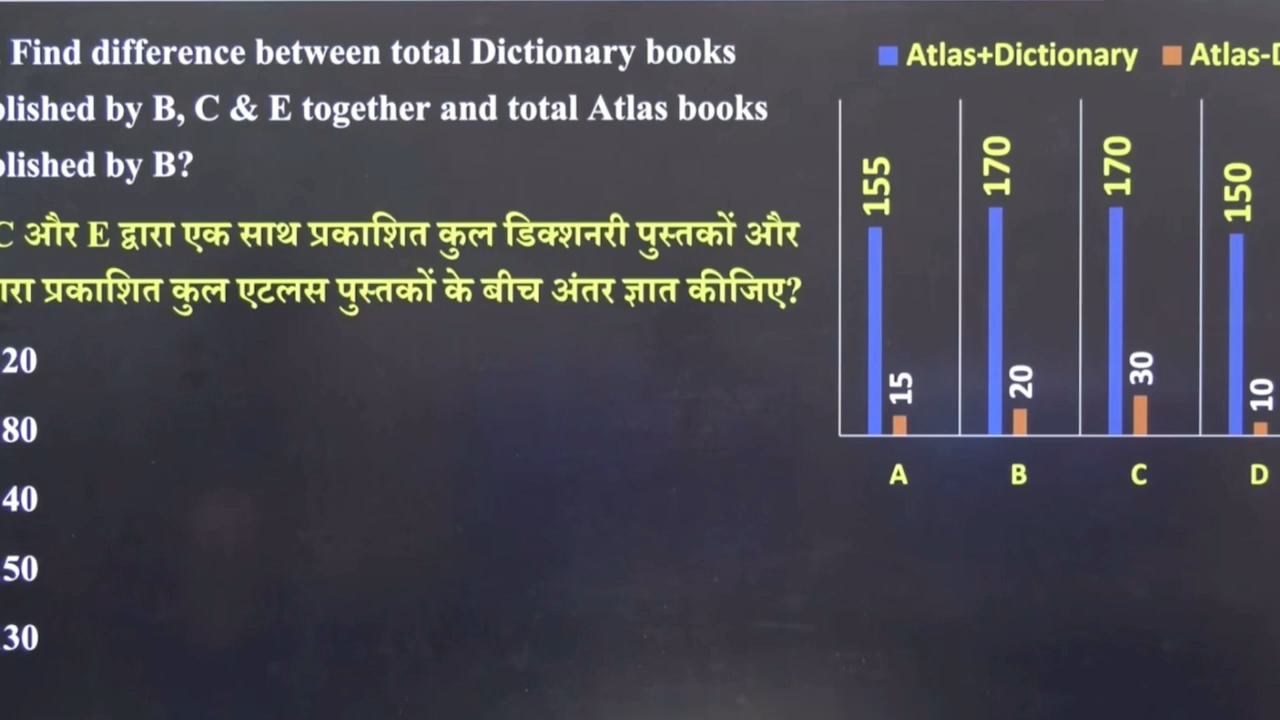 Find difference between total Dictionary books
blished by B, C & E together and total Atlas books
blished by B?
C और E द्वारा एक साथ प्रकाशित कुल डिक्शनरी पुस्तकों और
ारा प्रकाशित कुल एटलस पुस्तकों के बीच अंतर ज्ञात कीजिए?
20
80
40
50
30
Atlas+Dictionary Atlas-D
155 170 170 150
15 20 30 10
A B C D